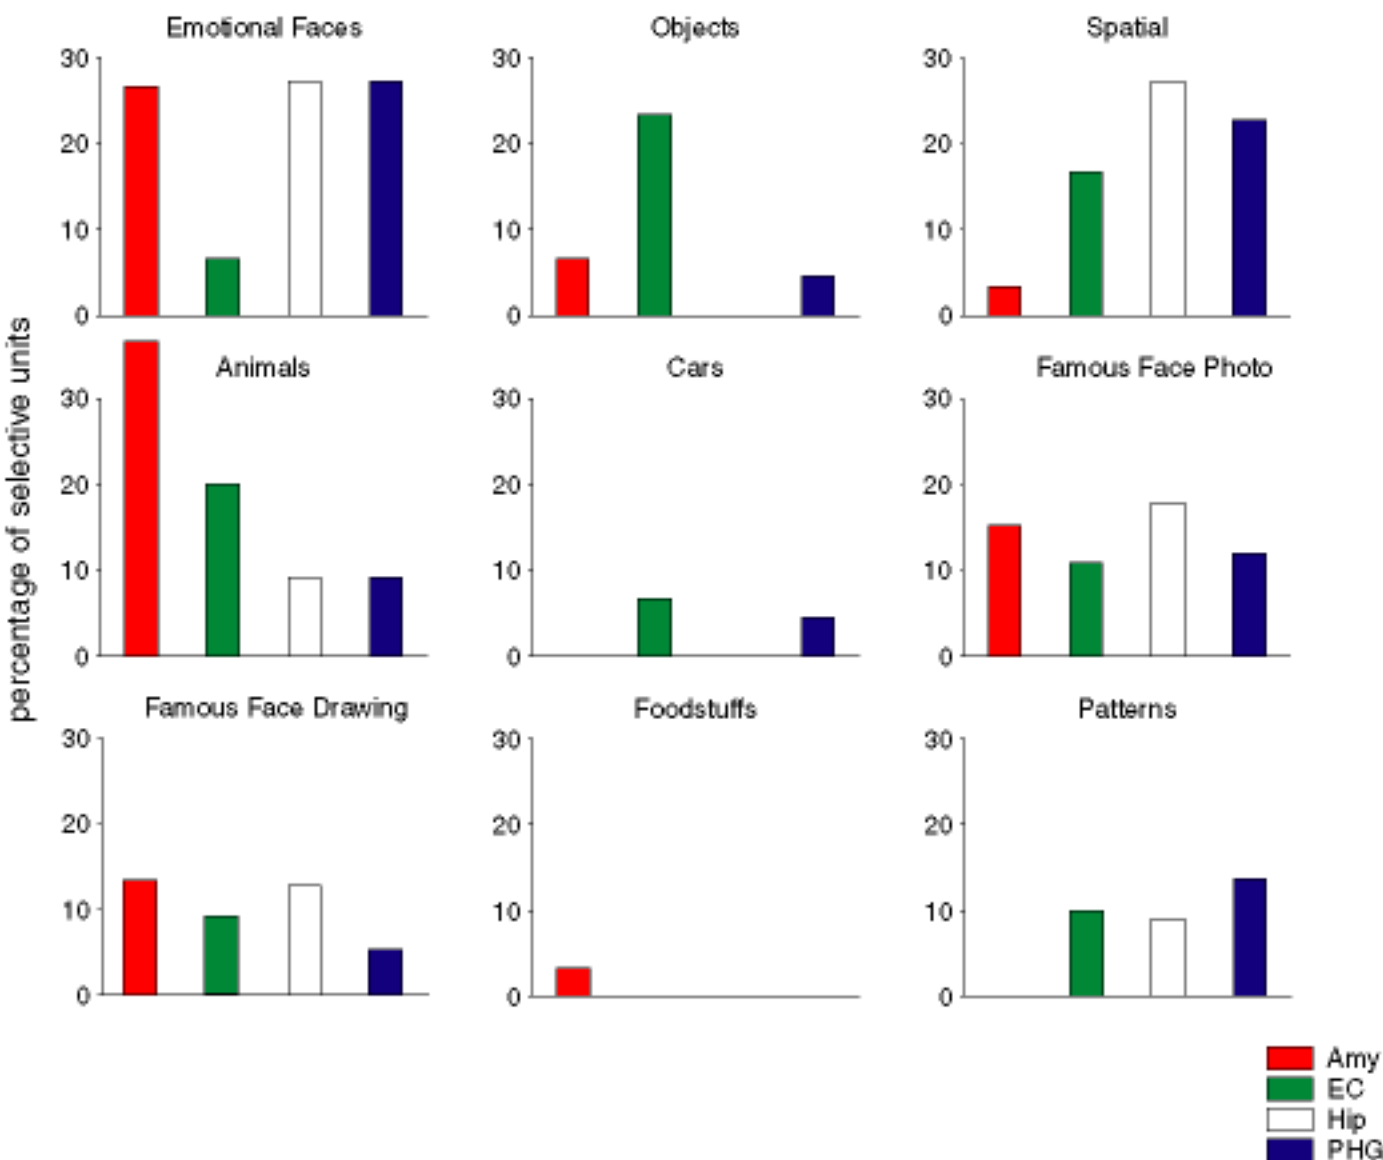 Emotional Faces
Objects
Spatial
30
20
10
0
30
20
10
0
30
20
10
0
percentage of selective units
Animals
Cars
Famous Face Photo
30
20
10
0
30
20
10
0
30
20
10
0
Famous Face Drawing
Foodstuffs
Patterns
30
20
10
0
30
20
10
0
30
20
10
0
Amy
EC
Hip
PHG